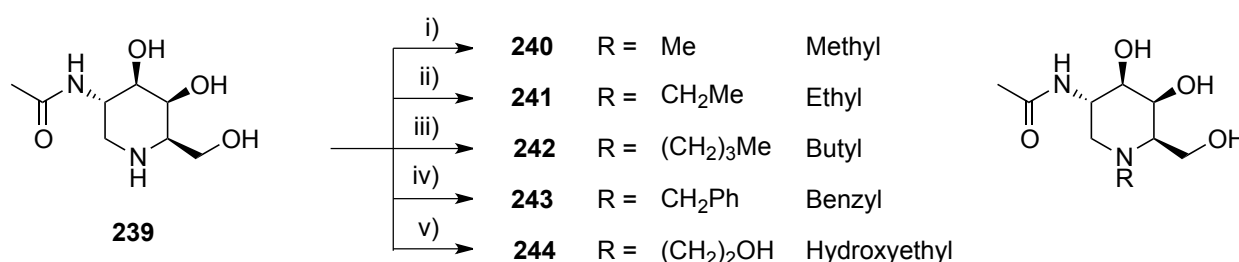 OH
H
N
OH
O
N
H
OH
239
i) 240 R = Me Methyl
ii) 241 R = CH₂Me Ethyl
iii) 242 R = (CH₂)₃Me Butyl
iv) 243 R = CH₂Ph Benzyl
v) 244 R = (CH₂)₂OH Hydroxyethyl
OH
H
N
OH
O
N
R
OH